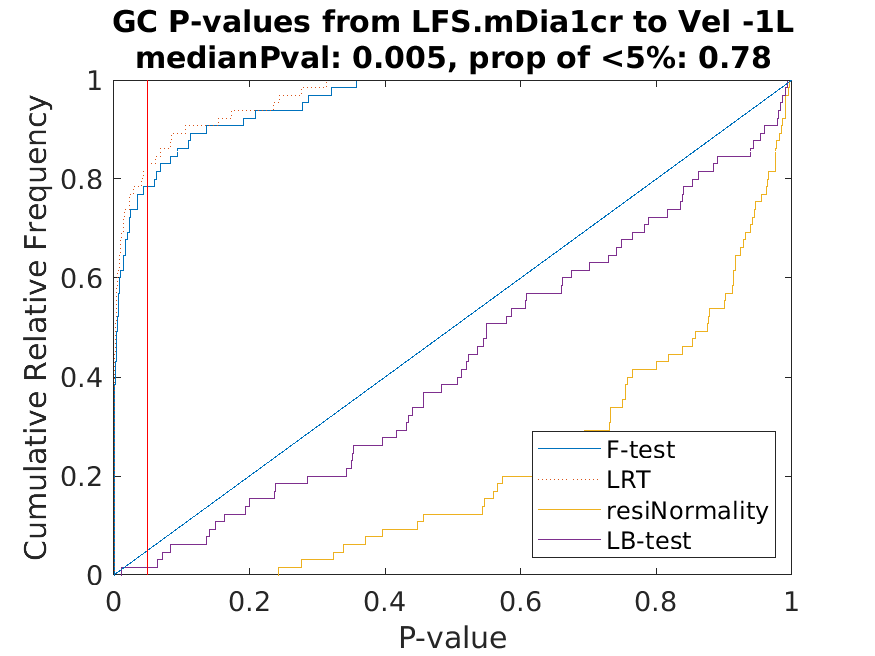 GC P-values from LFS.mDia1cr to Vel -1L
medianPval: 0.005, prop of <5%: 0.78
1
0.8
0.6
0.4
0.2
0
Cumulative Relative Frequency
F-test
LRT
resiNormality
LB-test
0 0.2 0.4 0.6 0.8 1
P-value